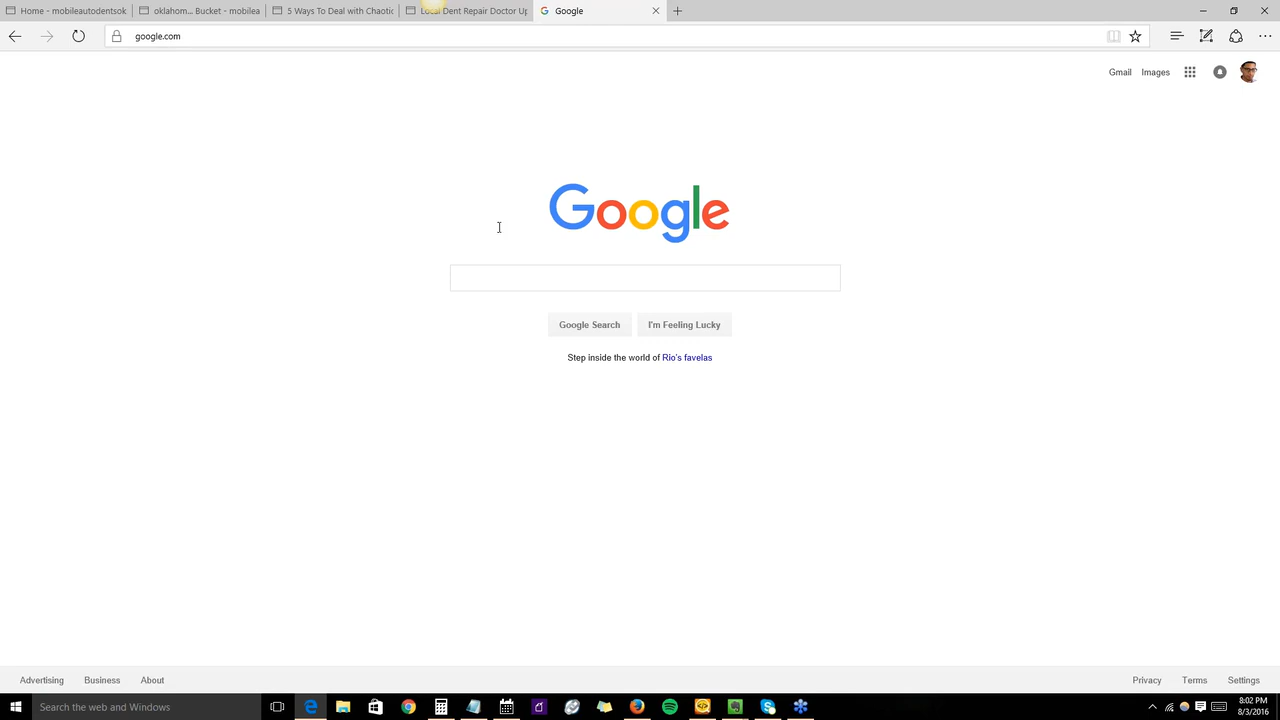 Home - mobileautodentsok
oklahom... Bucket - mobilea
5 Ways To Deal with Chaotic
Local Dent Repair Doctor Up
Google
google.com
Gmail
Images
Google
Google Search
I'm Feeling Lucky
Step inside the world of Rio's favelas
Advertising
Business
About
Privacy
Terms
Settings
Search the web and Windows
8:02 PM
8/3/2016